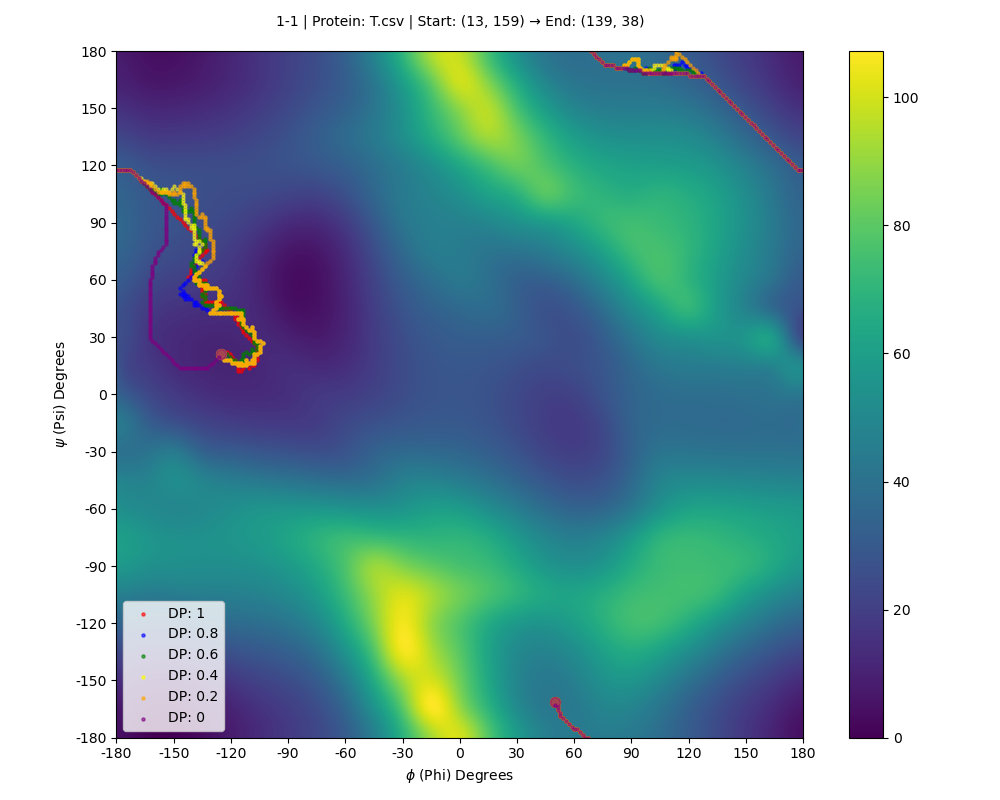 1-1 | Protein: T.csv | Start: (13, 159) → End: (139, 38)
180
150
120
90
60
30
0
-30
-60
-90
-120
-150
-180
ψ (Psi) Degrees
DP: 1
DP: 0.8
DP: 0.6
DP: 0.4
DP: 0.2
DP: 0
-180 -150 -120 -90 -60 -30 0 30 60 90 120 150 180
ϕ (Phi) Degrees
100
80
60
40
20
0